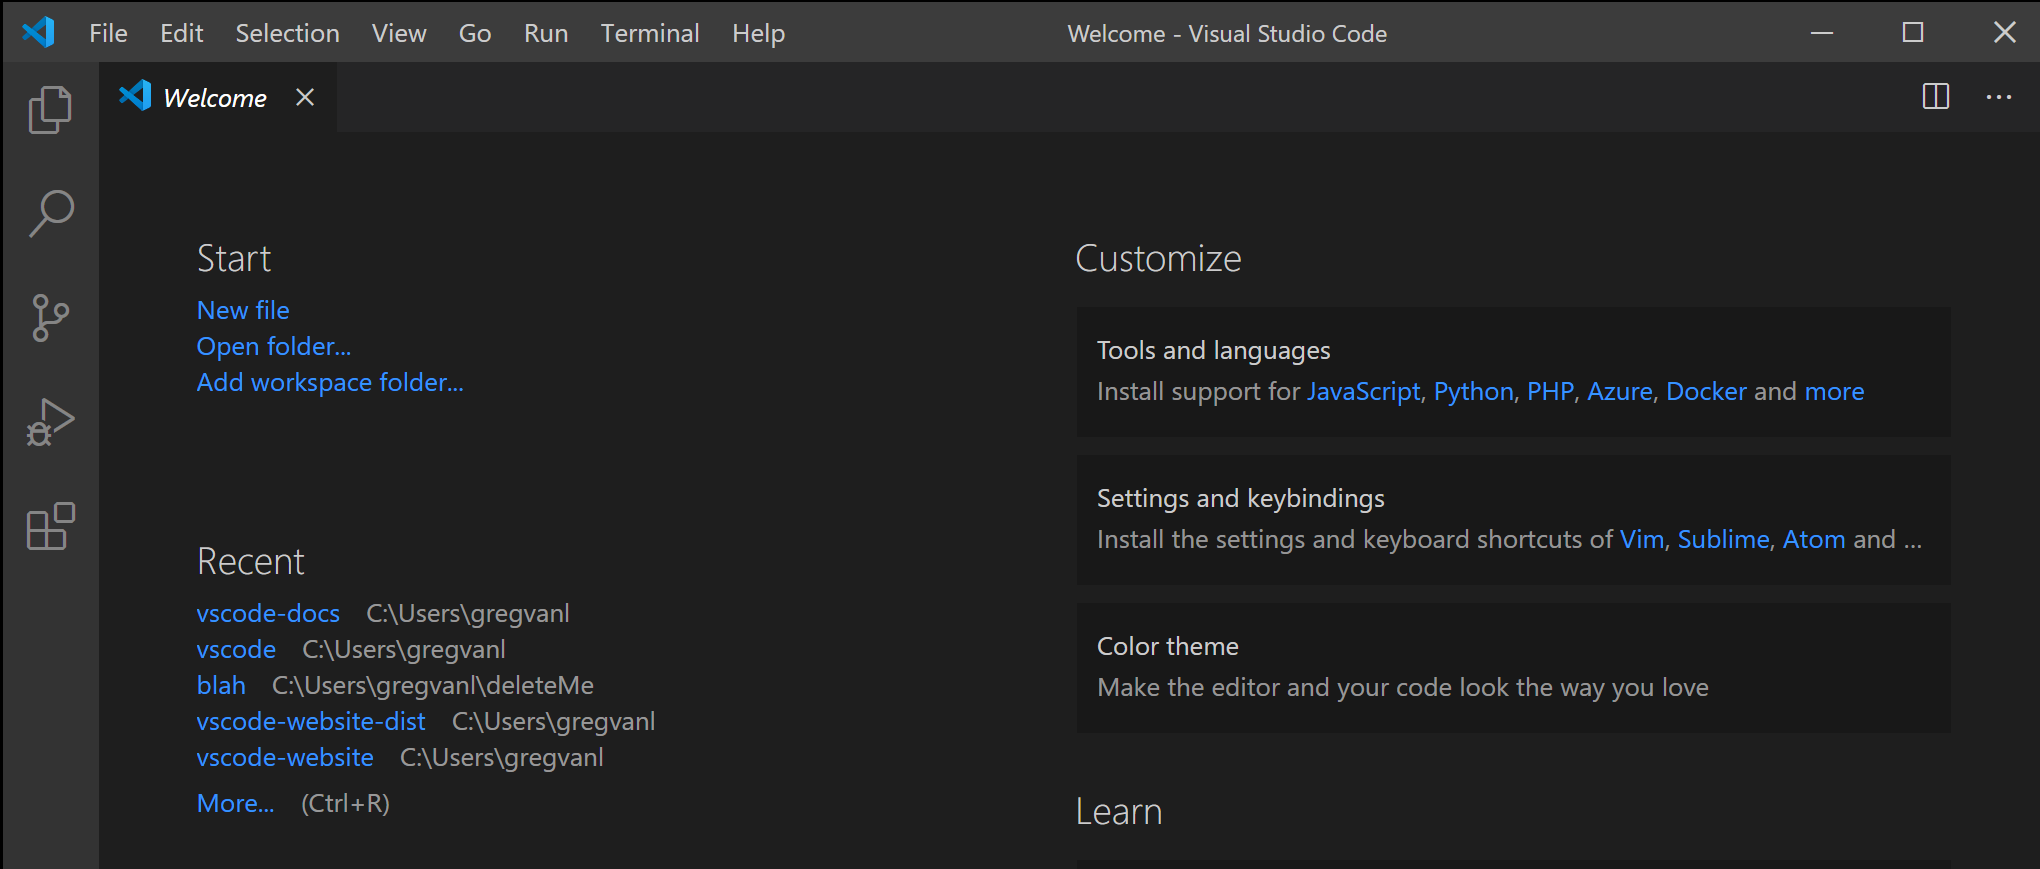 File Edit Selection View Go Run Terminal Help Welcome - Visual Studio Code
Welcome
Start
New file
Open folder...
Add workspace folder...
Recent
vscode-docs C:\Users\gregvanl
vscode C:\Users\gregvanl
blah C:\Users\gregvanl\deleteMe
vscode-website-dist C:\Users\gregvanl
vscode-website C:\Users\gregvanl
More... (Ctrl+R)
Customize
Tools and languages
Install support for JavaScript, Python, PHP, Azure, Docker and more
Settings and keybindings
Install the settings and keyboard shortcuts of Vim, Sublime, Atom and ...
Color theme
Make the editor and your code look the way you love
Learn